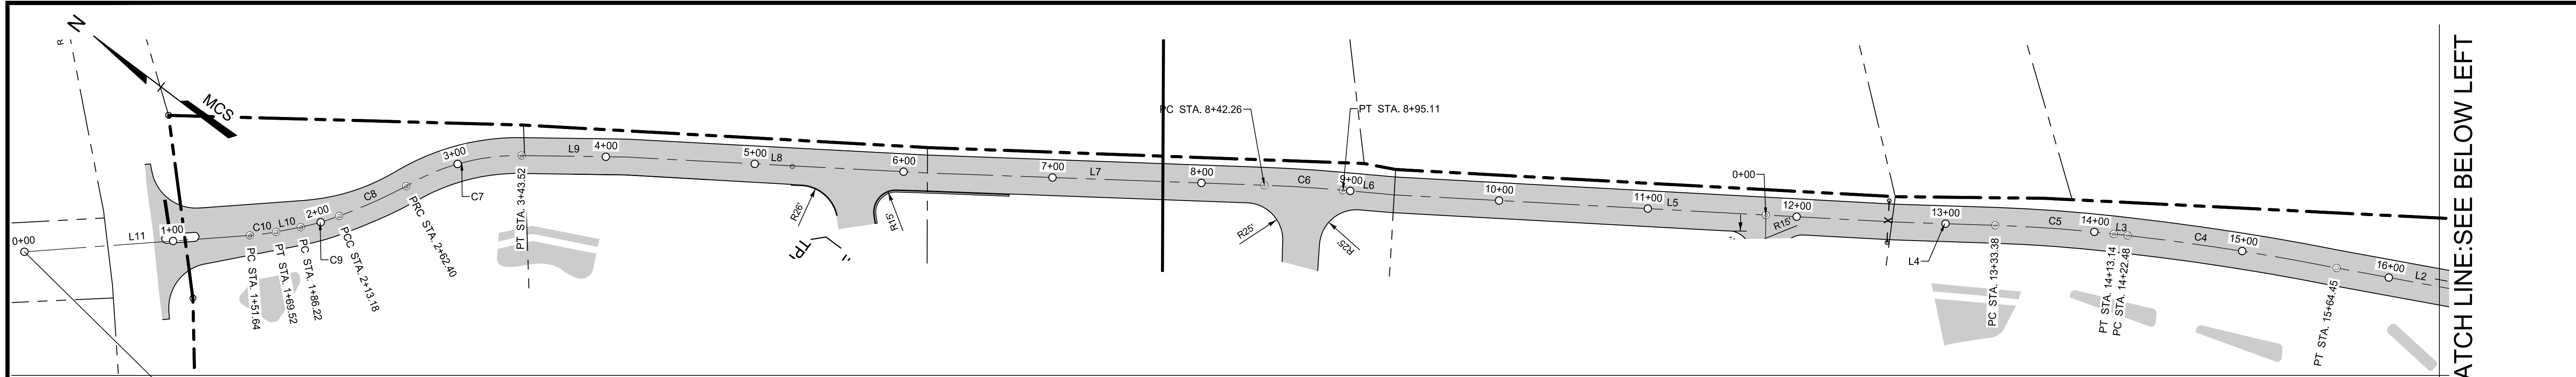 N
R
MCS
0+00
L11
1+00
C10
L10
2+00
C8
3+00
L9
4+00
5+00
L8
6+00
7+00
L7
8+00
C6
9+00
L6
10+00
11+00
L5
0+00
12+00
R15'
13+00
C5
14+00
L3
C4
15+00
16+00
L2
PC STA. 1+51.64
PT STA. 1+69.52
PC STA. 1+86.22
C9
PCC STA. 2+13.18
PRC STA. 2+62.40
C7
PT STA. 3+43.52
R26'
R15'
PC STA. 8+42.26
PT STA. 8+95.11
R25'
R25'
L4
PC STA. 13+33.38
PT STA. 14+13.14
PC STA. 14+22.48
PT STA. 15+64.45
ATCH LINE:SEE BELOW LEFT